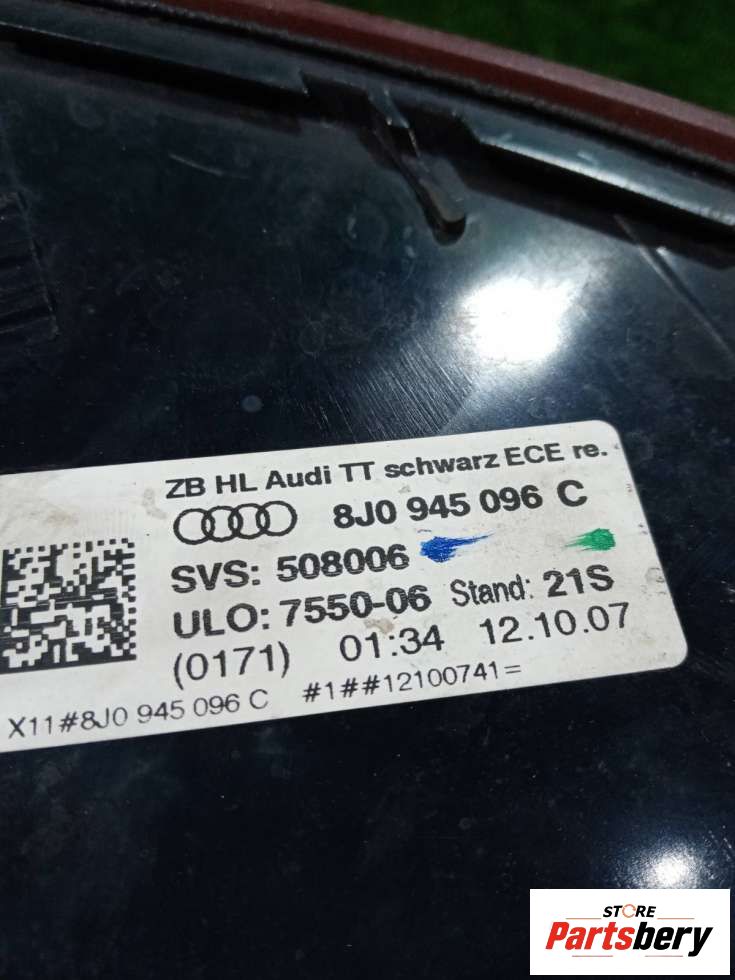 ZB HL Audi TT schwarz ECE re.
8J0 945 096 C
SVS: 508006
ULO: 7550-06 Stand: 21S
(0171) 01:34 12.10.07
X11#8J0 945 096 C #1##12100741=
STORE
Partsbery